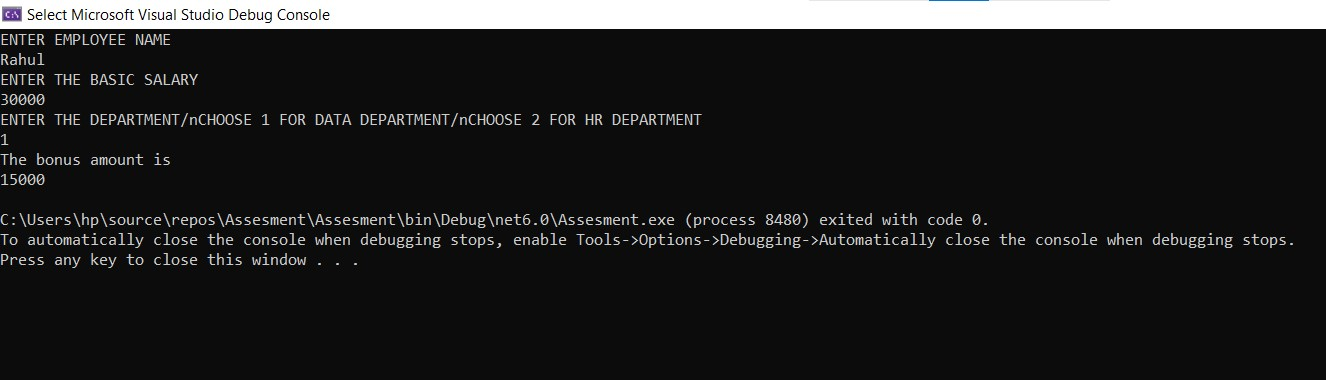 Select Microsoft Visual Studio Debug Console
ENTER EMPLOYEE NAME
Rahul
ENTER THE BASIC SALARY
30000
ENTER THE DEPARTMENT/nCHOOSE 1 FOR DATA DEPARTMENT/nCHOOSE 2 FOR HR DEPARTMENT
1
The bonus amount is
15000
C:\Users\hp\source\repos\Assesment\Assesment\bin\Debug\net6.0\Assesment.exe (process 8480) exited with code 0.
To automatically close the console when debugging stops, enable Tools->Options->Debugging->Automatically close the console when debugging stops.
Press any key to close this window . . .